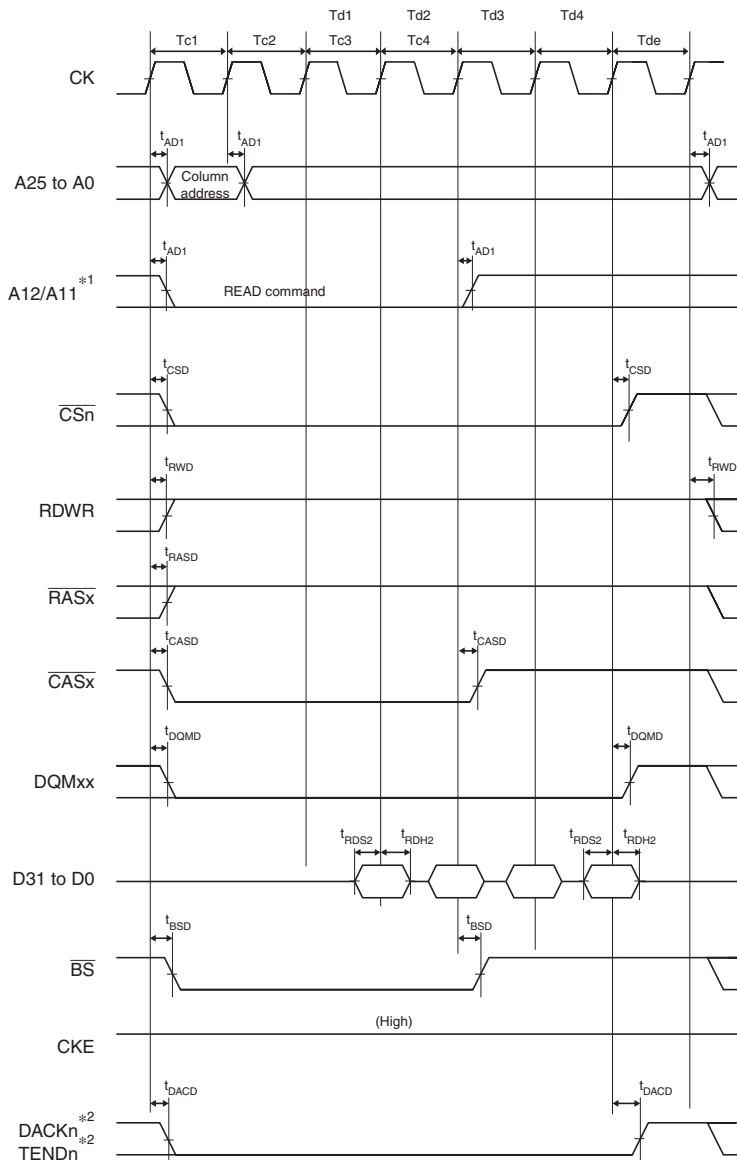 Td1 Td2 Td3 Td4
Tc1 Tc2 Tc3 Tc4 Tde
CK
tAD1 tAD1 tAD1
A25 to A0 Column address
tAD1 tAD1
A12/A11*1 READ command
tCSD tCSD
CSn
tRWD tRWD
RDWR
tRASD
RASx
tCASD tCASD
CASx
tDQMD tDQMD
DQMxx
tRDS2 tRDH2 tRDS2 tRDH2
D31 to D0
tBSD tBSD
BS
(High)
CKE
tDACD tDACD
DACKn*2
TENDn*2